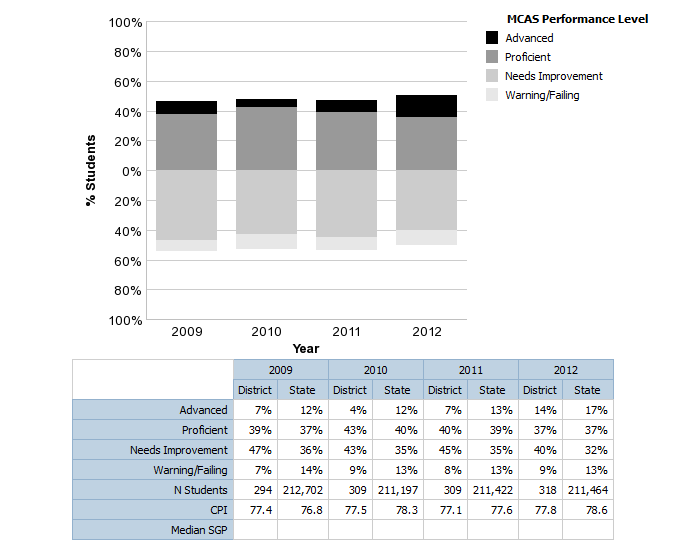 MCAS Performance Level
Advanced
Proficient
Needs Improvement
Warning/Failing
100%
80%
60%
40%
20%
0%
20%
40%
60%
80%
100%
% Students
2009 2010 2011 2012
Year
2009 2010 2011 2012
District State District State District State District State
Advanced 7% 12% 4% 12% 7% 13% 14% 17%
Proficient 39% 37% 43% 40% 40% 39% 37% 37%
Needs Improvement 47% 36% 43% 35% 45% 35% 40% 32%
Warning/Failing 7% 14% 9% 13% 8% 13% 9% 13%
N Students 294 212,702 309 211,197 309 211,422 318 211,464
CPI 77.4 76.8 77.5 78.3 77.1 77.6 77.8 78.6
Median SGP